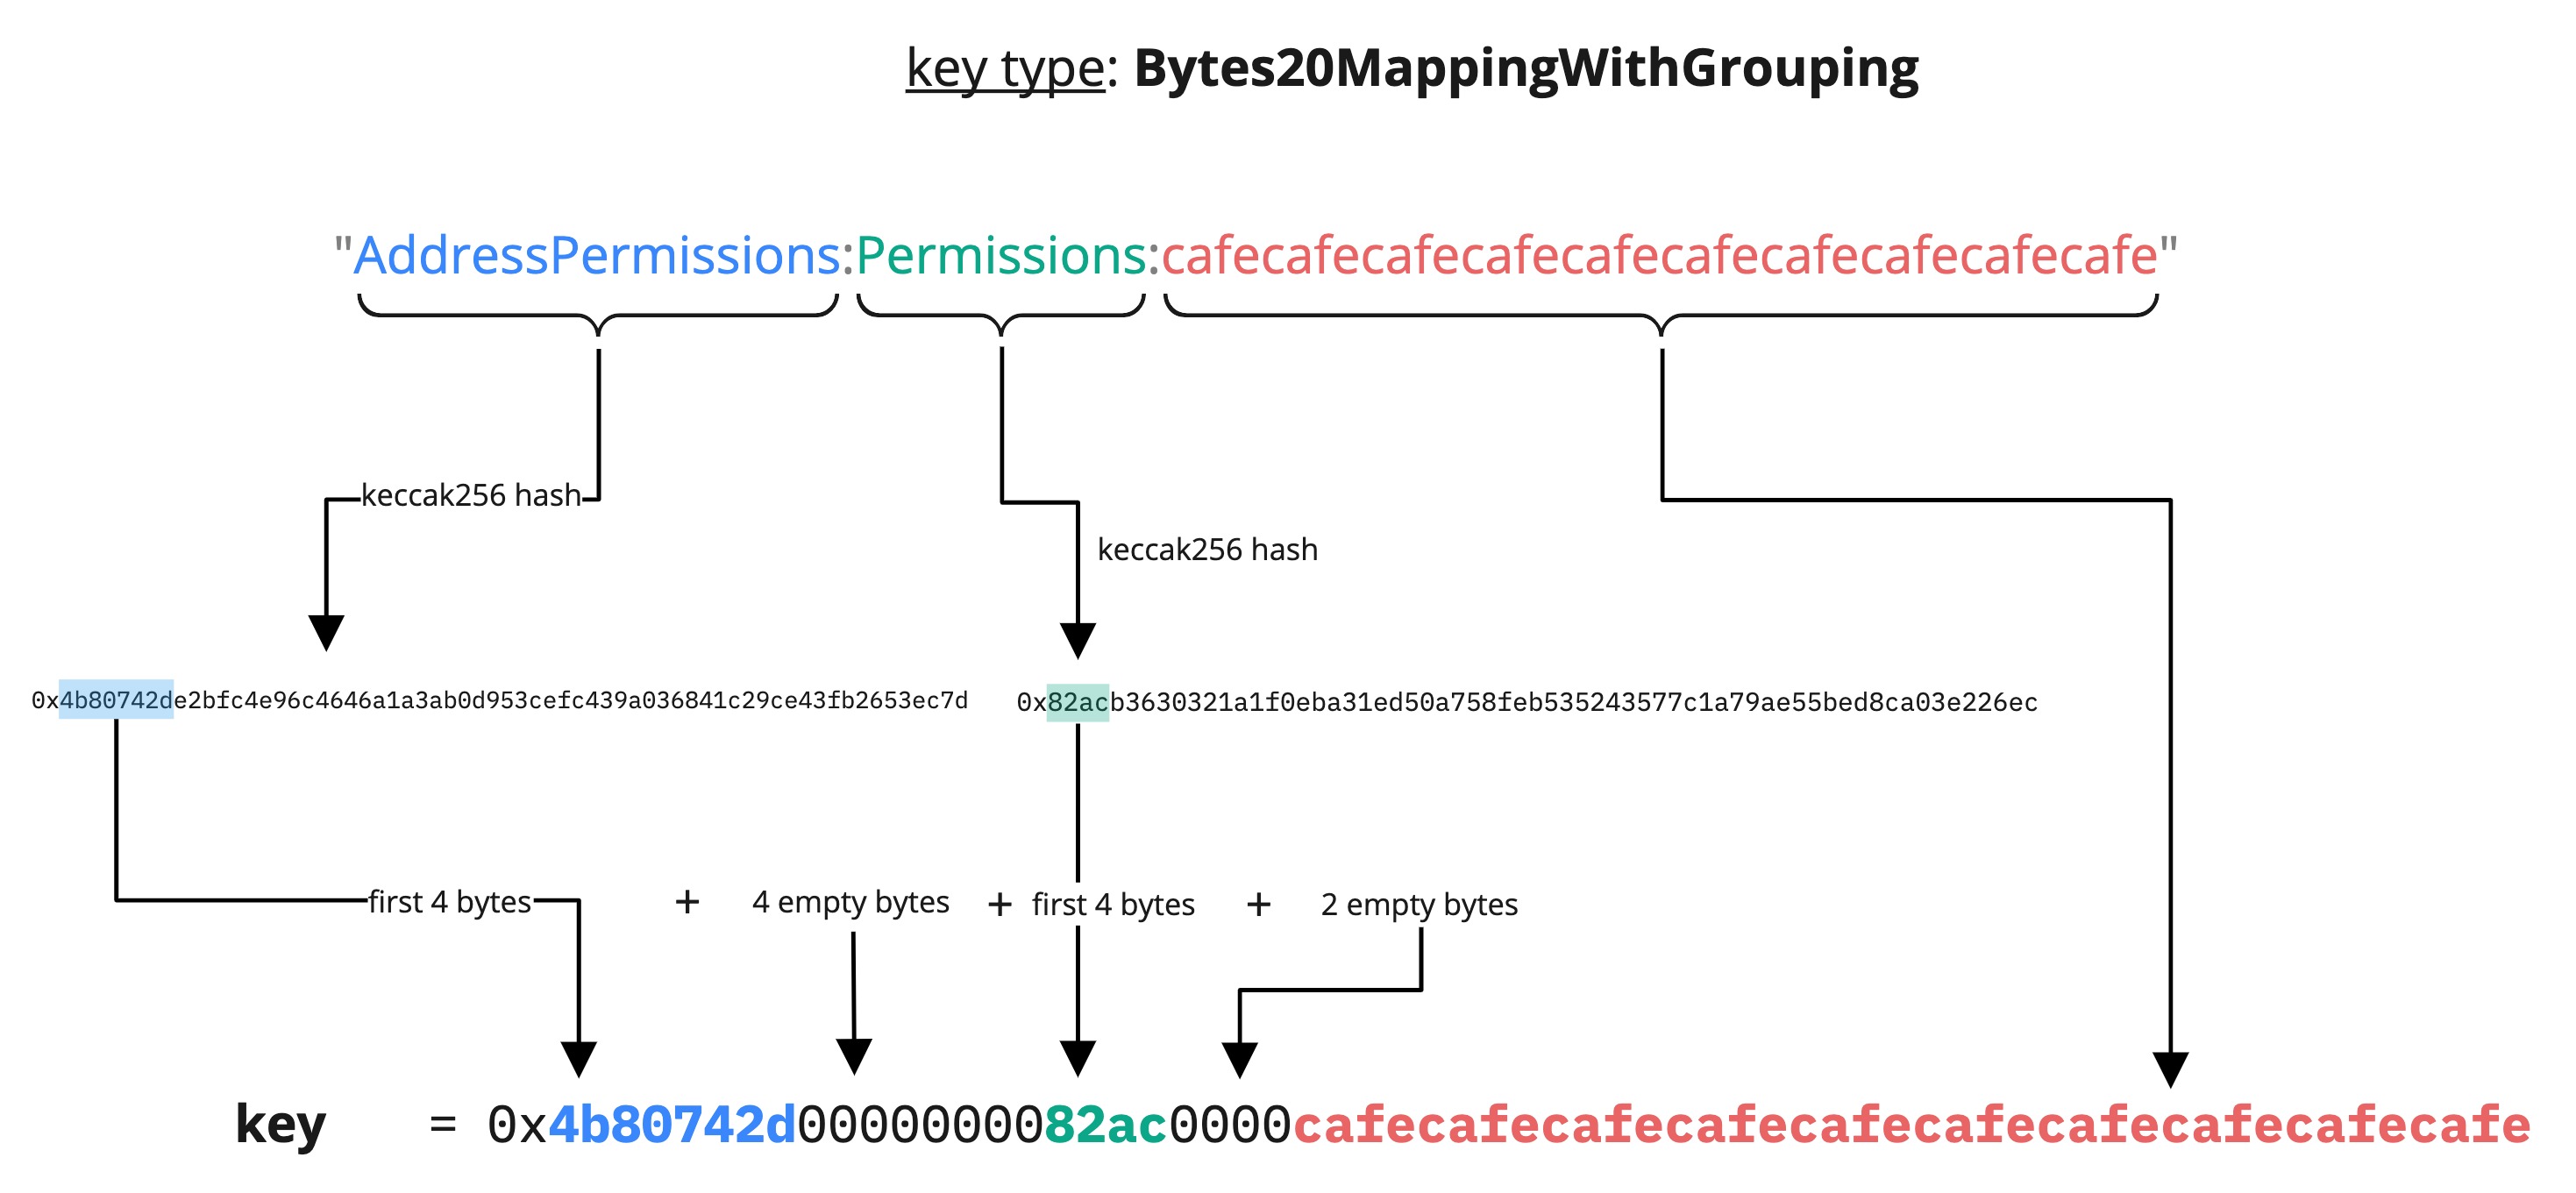 key type: Bytes20MappingWithGrouping
"AddressPermissions:Permissions:cafecafecafecafecafecafecafecafecafecafe"
keccak256 hash
keccak256 hash
0x4b80742de2bfc4e96c4646a1a3ab0d953cefc439a036841c29ce43fb2653ec7d 0x82acb3630321a1f0eba31ed50a758feb535243577c1a79ae55bed8ca03e226ec
first 4 bytes + 4 empty bytes + first 4 bytes + 2 empty bytes
key = 0x4b80742d0000000082ac0000cafecafecafecafecafecafecafecafecafecafe